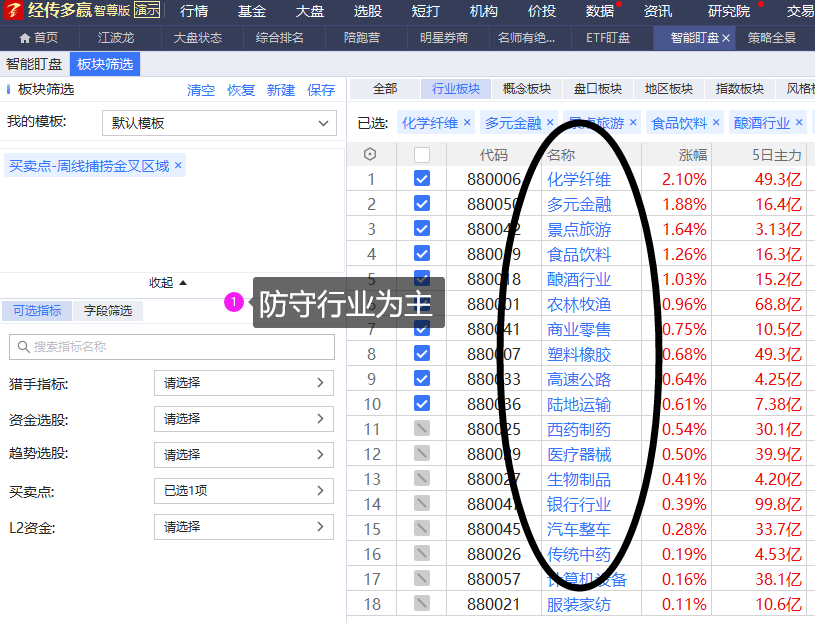 经传多赢 智尊版 演示 行情 基金 大盘 选股 短打 机构 价投 数据 资讯 研究院 交易
首页 江波龙 大盘状态 综合排名 陪跑营 明星券商 名师有绝... ETF盯盘 智能盯盘 × 策略全景
智能盯盘 板块筛选
板块筛选 清空 恢复 新建 保存
我的模板: 默认模板
买卖点-周线捕捞金叉区域 ×
收起
可选指标 字段筛选
搜索指标名称
猎手指标: 请选择
资金选股: 请选择
趋势选股: 请选择
买卖点: 已选1项
L2资金: 请选择
1 防守行业为主
全部 行业板块 概念板块 盘口板块 地区板块 指数板块 风格
已选: 化学纤维 × 多元金融 × 景点旅游 × 食品饮料 × 酿酒行业 ×
代码 名称 涨幅 5日主力
1 880006 化学纤维 2.10% 49.3亿
2 880050 多元金融 1.88% 16.4亿
3 880042 景点旅游 1.64% 3.13亿
4 8800 9 食品饮料 1.26% 16.3亿
5 880018 酿酒行业 1.03% 15.2亿
6 880001 农林牧渔 0.96% 68.8亿
7 880041 商业零售 0.75% 10.5亿
8 880007 塑料橡胶 0.68% 49.3亿
9 880033 高速公路 0.64% 4.25亿
10 880036 陆地运输 0.61% 7.38亿
11 880025 西药制药 0.54% 30.1亿
12 8800 9 医疗器械 0.50% 39.9亿
13 880027 生物制品 0.41% 4.20亿
14 88004 银行行业 0.39% 99.8亿
15 880045 汽车整车 0.28% 33.7亿
16 880026 传统中药 0.19% 4.53亿
17 880057 计算机设备 0.16% 38.1亿
18 880021 服装家纺 0.11% 10.6亿